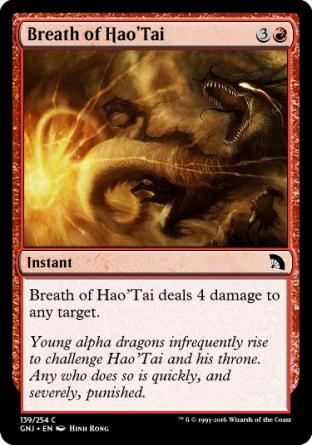 Breath of Hao'Tai 3
Instant
Breath of Hao'Tai deals 4 damage to
any target.
Young alpha dragons infrequently rise
to challenge Hao'Tai and his throne.
Any who does so is quickly, and
severely, punished.
139/254 C
GNJ • EN Hinh Rong
™ & © 1993-2016 Wizards of the Coast